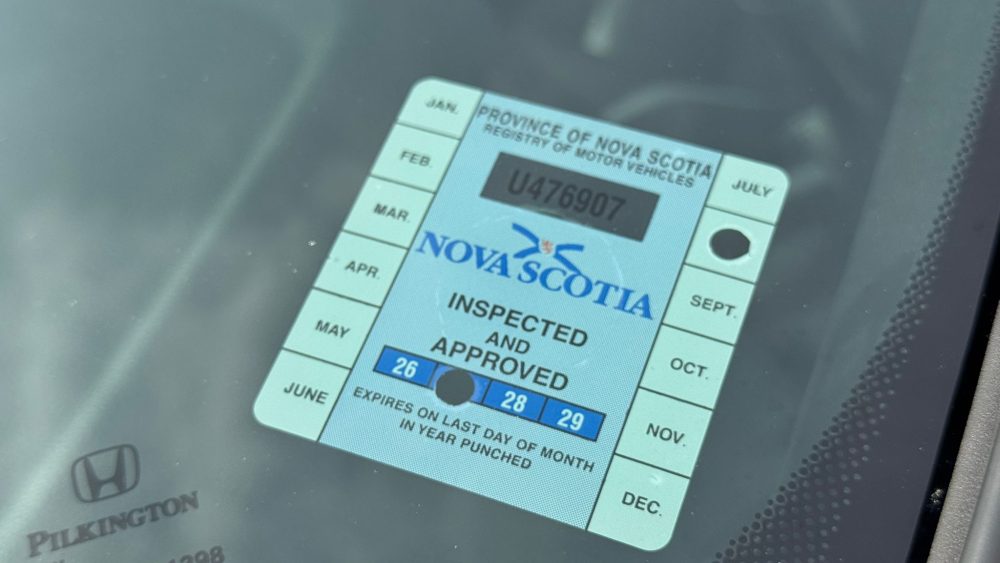 JAN.
FEB.
MAR.
APR.
MAY
JUNE
PROVINCE OF NOVA SCOTIA
REGISTRY OF MOTOR VEHICLES
U476907
NOVA SCOTIA
INSPECTED
AND
APPROVED
26 28 29
EXPIRES ON LAST DAY OF MONTH
IN YEAR PUNCHED
JULY
SEPT.
OCT.
NOV.
DEC.
PILKINGTON